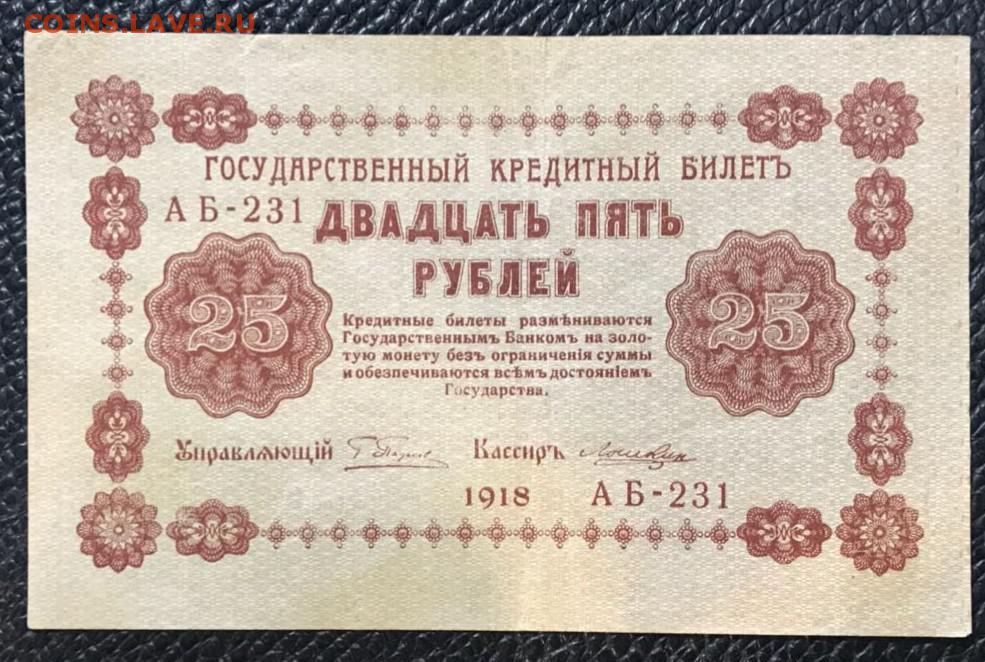 COINS.LAVE.RU
ГОСУДАРСТВЕННЫЙ КРЕДИТНЫЙ БИЛЕТЪ
АБ-231
ДВАДЦАТЬ ПЯТЬ
РУБЛЕЙ
25
25
Кредитные билеты размѣниваются
Государственнымъ Банкомъ на золо-
тую монету безъ ограниченія суммы
и обезпечиваются всѣмъ достояніемъ
Государства.
Управляющій Кассиръ
1918 АБ-231